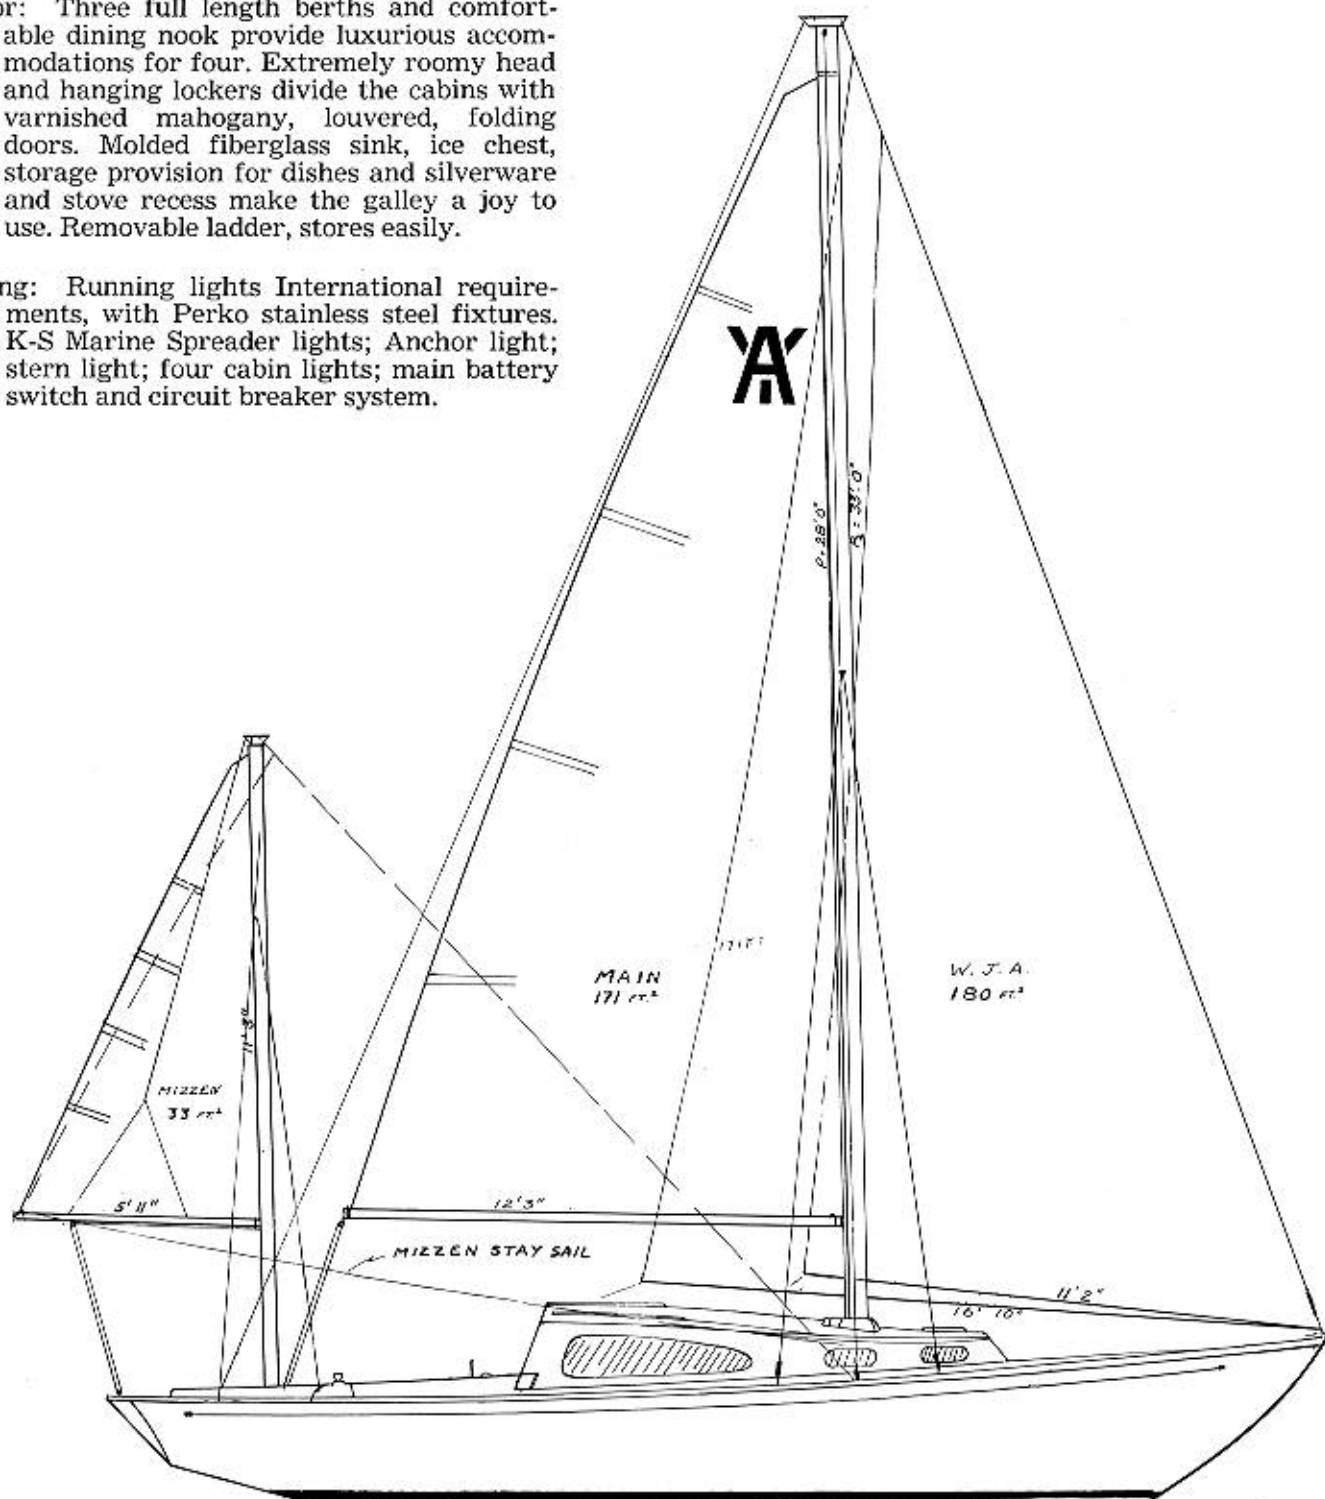 or: Three full length berths and comfort-
able dining nook provide luxurious accom-
modations for four. Extremely roomy head
and hanging lockers divide the cabins with
varnished mahogany, louvered, folding
doors. Molded fiberglass sink, ice chest,
storage provision for dishes and silverware
and stove recess make the galley a joy to
use. Removable ladder, stores easily.
ng: Running lights International require-
ments, with Perko stainless steel fixtures.
K-S Marine Spreader lights; Anchor light;
stern light; four cabin lights; main battery
switch and circuit breaker system.
P = 28'0"
33'0"
MAIN
171 FT.²
W. J. A.
180 FT²
11'3"
MIZZEN
33 FT²
5'11"
12'3"
MIZZEN STAY SAIL
11'2"
16' 10"